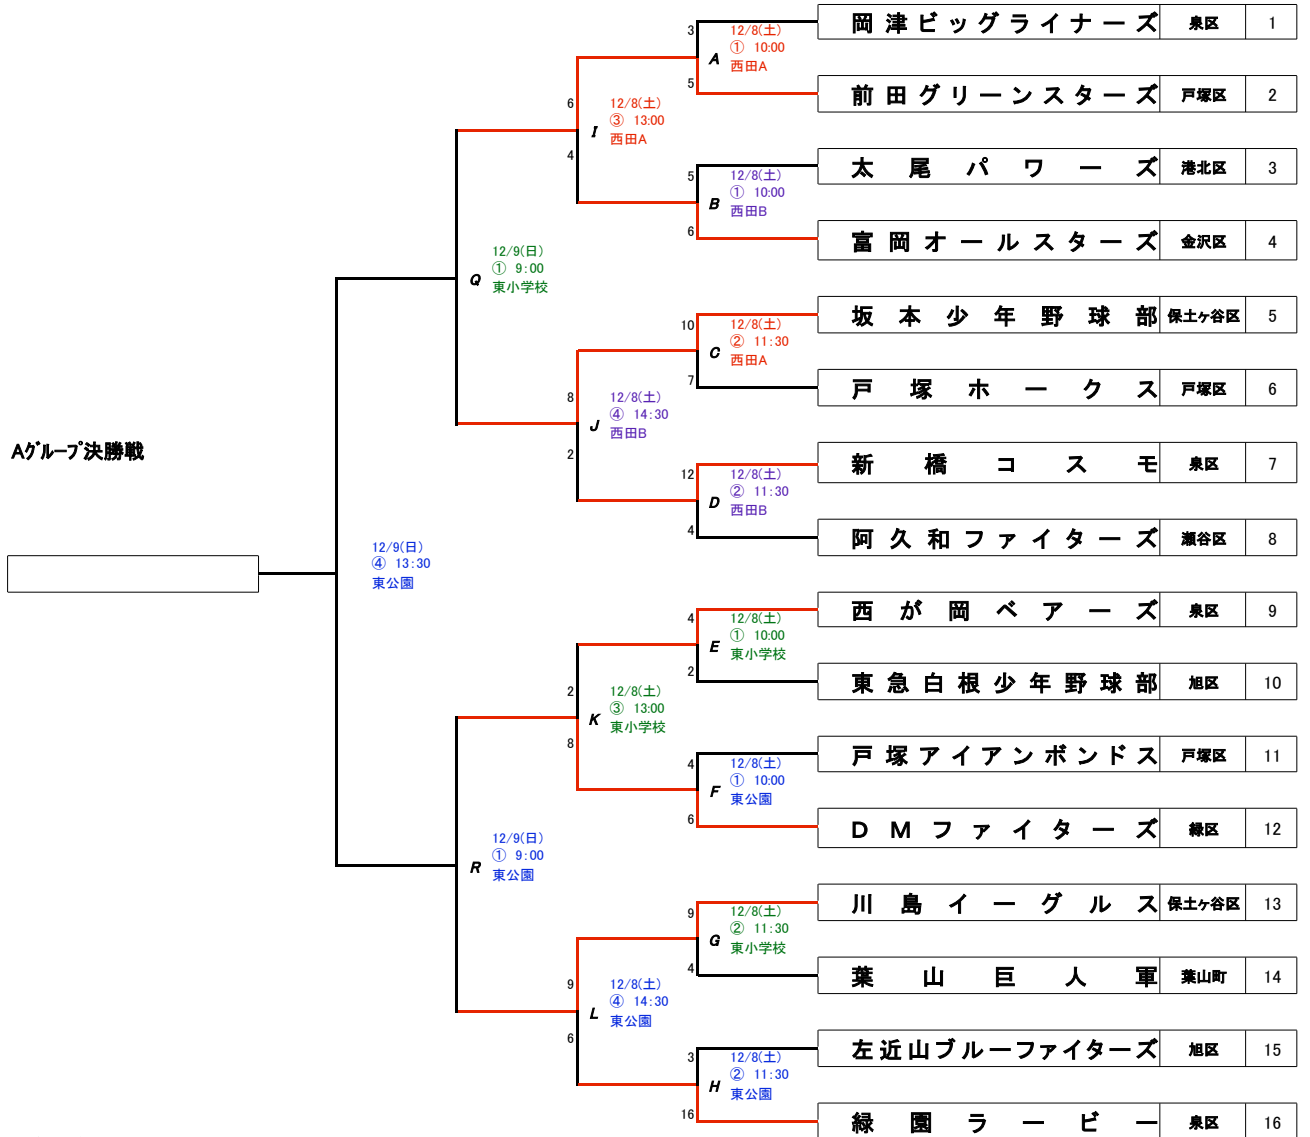 岡津ビッグライナーズ 泉区 1
3
12/8(土)
① 10:00
西田A
A
5
前田グリーンスターズ 戸塚区 2
6
12/8(土)
③ 13:00
西田A
I
4
太尾パワーズ 港北区 3
5
12/8(土)
① 10:00
西田B
B
6
富岡オールスターズ 金沢区 4
12/9(日)
① 9:00
東小学校
Q
坂本少年野球部 保土ヶ谷区 5
10
12/8(土)
② 11:30
西田A
C
7
戸塚ホークス 戸塚区 6
8
12/8(土)
④ 14:30
西田B
J
2
Aグループ決勝戦
新橋コスモ 泉区 7
12
12/8(土)
② 11:30
西田B
D
4
阿久和ファイターズ 瀬谷区 8
12/9(日)
④ 13:30
東公園
西が岡ベアーズ 泉区 9
4
12/8(土)
① 10:00
東小学校
E
2
東急白根少年野球部 旭区 10
2
12/8(土)
③ 13:00
東小学校
K
8
戸塚アイアンボンドス 戸塚区 11
4
12/8(土)
① 10:00
東公園
F
6
DMファイターズ 緑区 12
12/9(日)
① 9:00
東公園
R
川島イーグルス 保土ヶ谷区 13
9
12/8(土)
② 11:30
東小学校
G
4
葉山巨人軍 葉山町 14
9
12/8(土)
④ 14:30
東公園
L
6
左近山ブルーファイターズ 旭区 15
3
12/8(土)
② 11:30
東公園
H
16
緑園ラービー 泉区 16